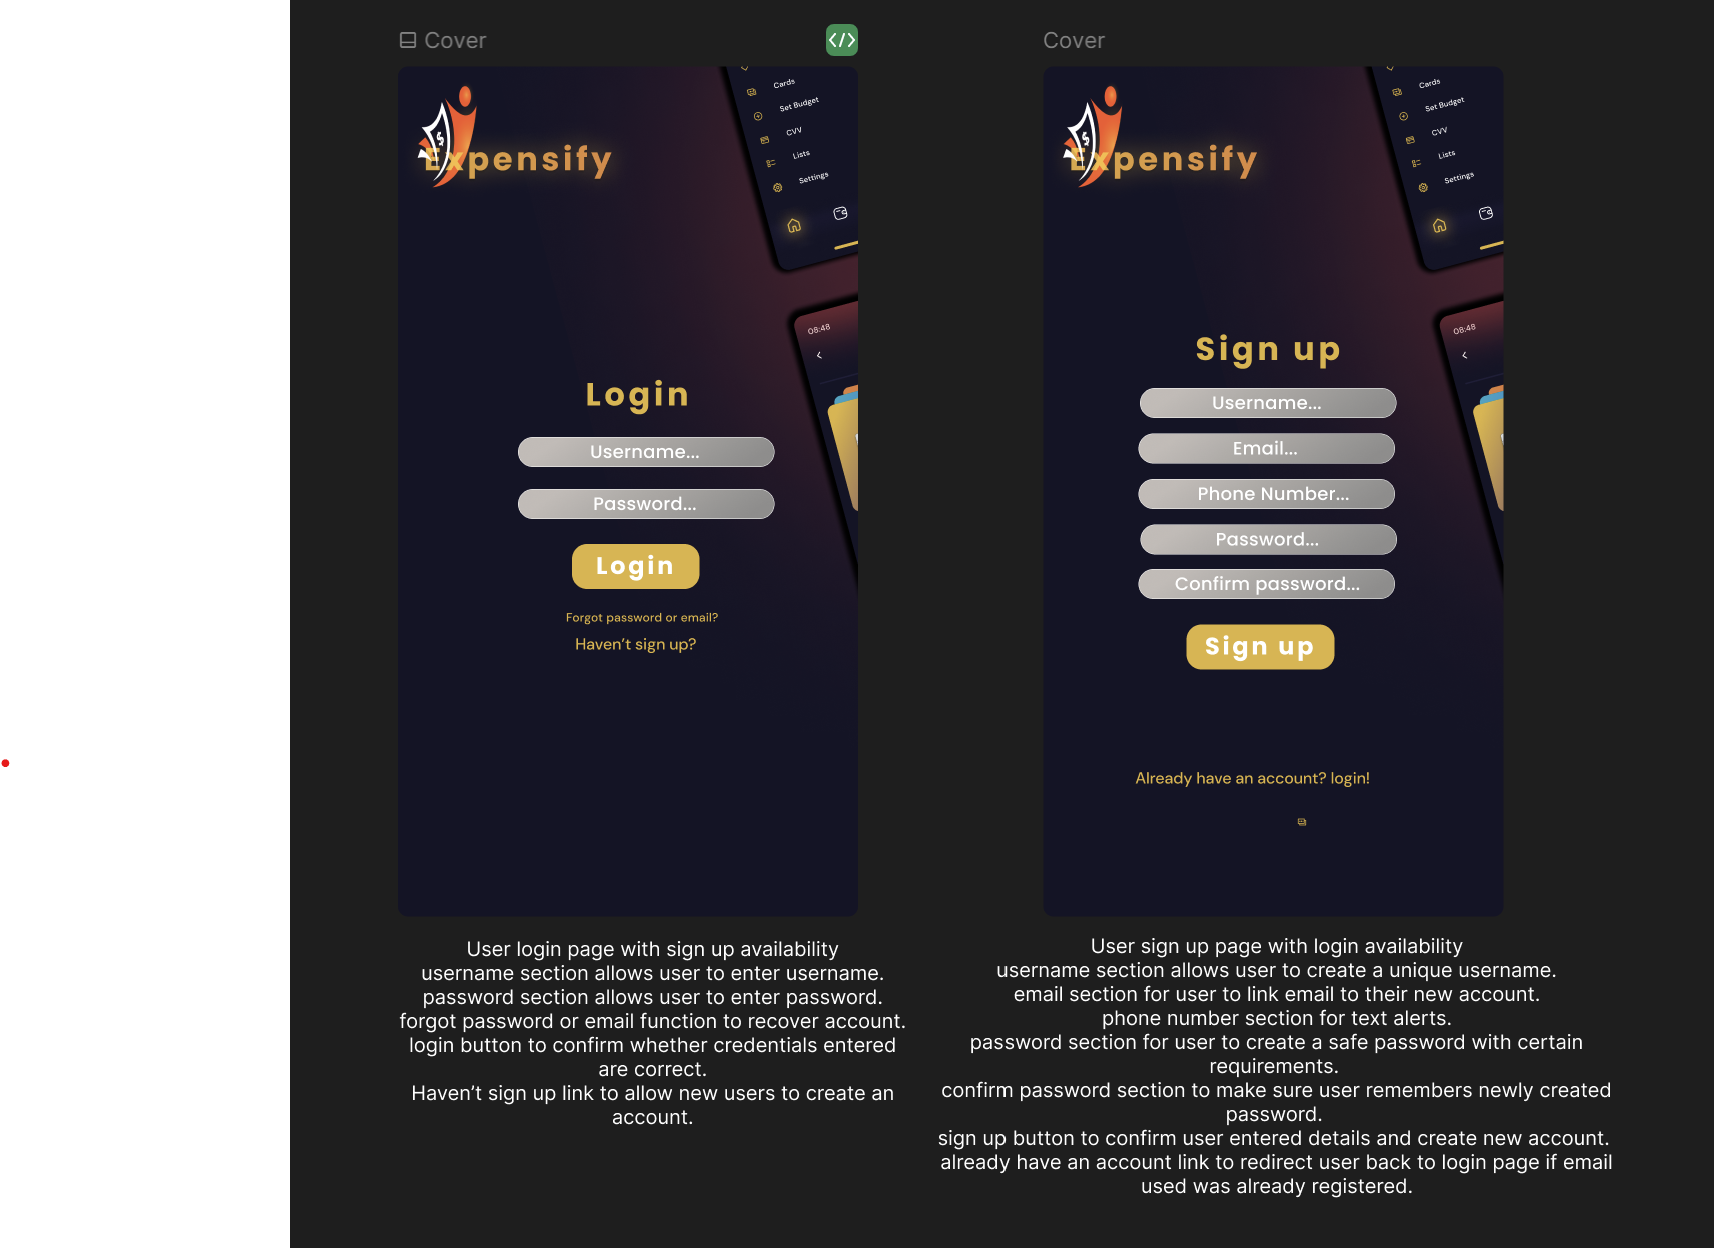 Cover
Expensify
Cards
Set Budget
CVV
Lists
Settings
08:48
Login
Username...
Password...
Login
Forgot password or email?
Haven't sign up?
User login page with sign up availability
username section allows user to enter username.
password section allows user to enter password.
forgot password or email function to recover account.
login button to confirm whether credentials entered
are correct.
Haven't sign up link to allow new users to create an
account.
Cover
Expensify
Cards
Set Budget
CVV
Lists
Settings
08:48
Sign up
Username...
Email...
Phone Number...
Password...
Confirm password...
Sign up
Already have an account? login!
User sign up page with login availability
username section allows user to create a unique username.
email section for user to link email to their new account.
phone number section for text alerts.
password section for user to create a safe password with certain
requirements.
confirm password section to make sure user remembers newly created
password.
sign up button to confirm user entered details and create new account.
already have an account link to redirect user back to login page if email
used was already registered.